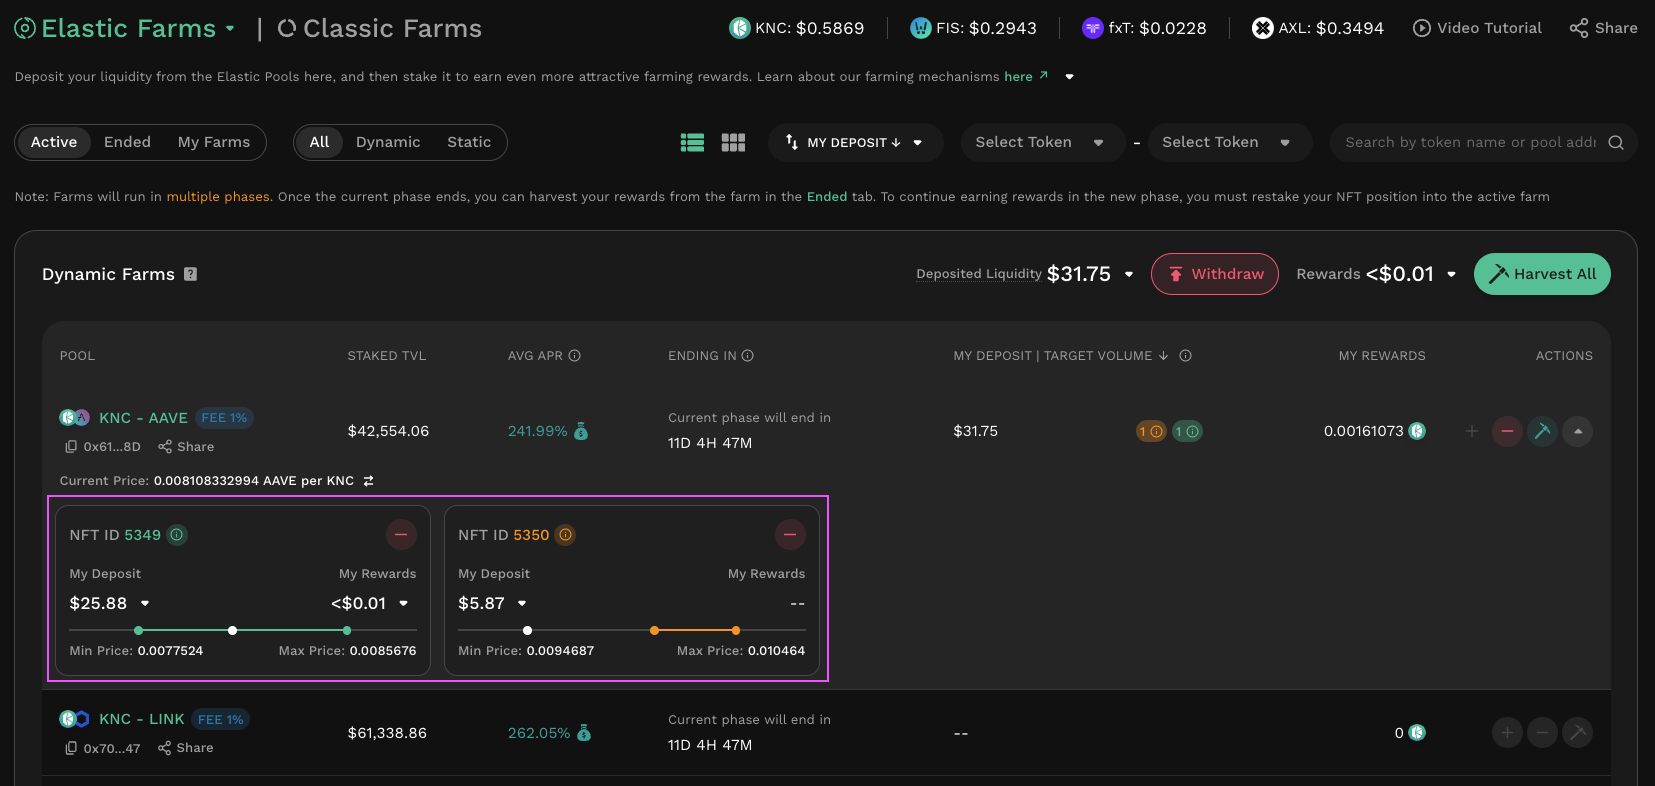 Elastic Farms | Classic Farms KNC: $0.5869 FIS: $0.2943 fxT: $0.0228 AXL: $0.3494 Video Tutorial Share
Deposit your liquidity from the Elastic Pools here, and then stake it to earn even more attractive farming rewards. Learn about our farming mechanisms here ↗
Active Ended My Farms All Dynamic Static MY DEPOSIT ↓ Select Token - Select Token Search by token name or pool addr
Note: Farms will run in multiple phases. Once the current phase ends, you can harvest your rewards from the farm in the Ended tab. To continue earning rewards in the new phase, you must restake your NFT position into the active farm
Dynamic Farms ? Deposited Liquidity $31.75 Withdraw Rewards <$0.01 Harvest All
POOL STAKED TVL AVG APR ENDING IN MY DEPOSIT | TARGET VOLUME ↓ MY REWARDS ACTIONS
KNC - AAVE FEE 1% $42,554.06 241.99% Current phase will end in $31.75 1 1 0.00161073
0x61...8D Share 11D 4H 47M
Current Price: 0.008108332994 AAVE per KNC
NFT ID 5349 NFT ID 5350
My Deposit My Rewards My Deposit My Rewards
$25.88 <$0.01 $5.87 --
Min Price: 0.0077524 Max Price: 0.0085676 Min Price: 0.0094687 Max Price: 0.010464
KNC - LINK FEE 1% $61,338.86 262.05% Current phase will end in -- 0
0x70...47 Share 11D 4H 47M